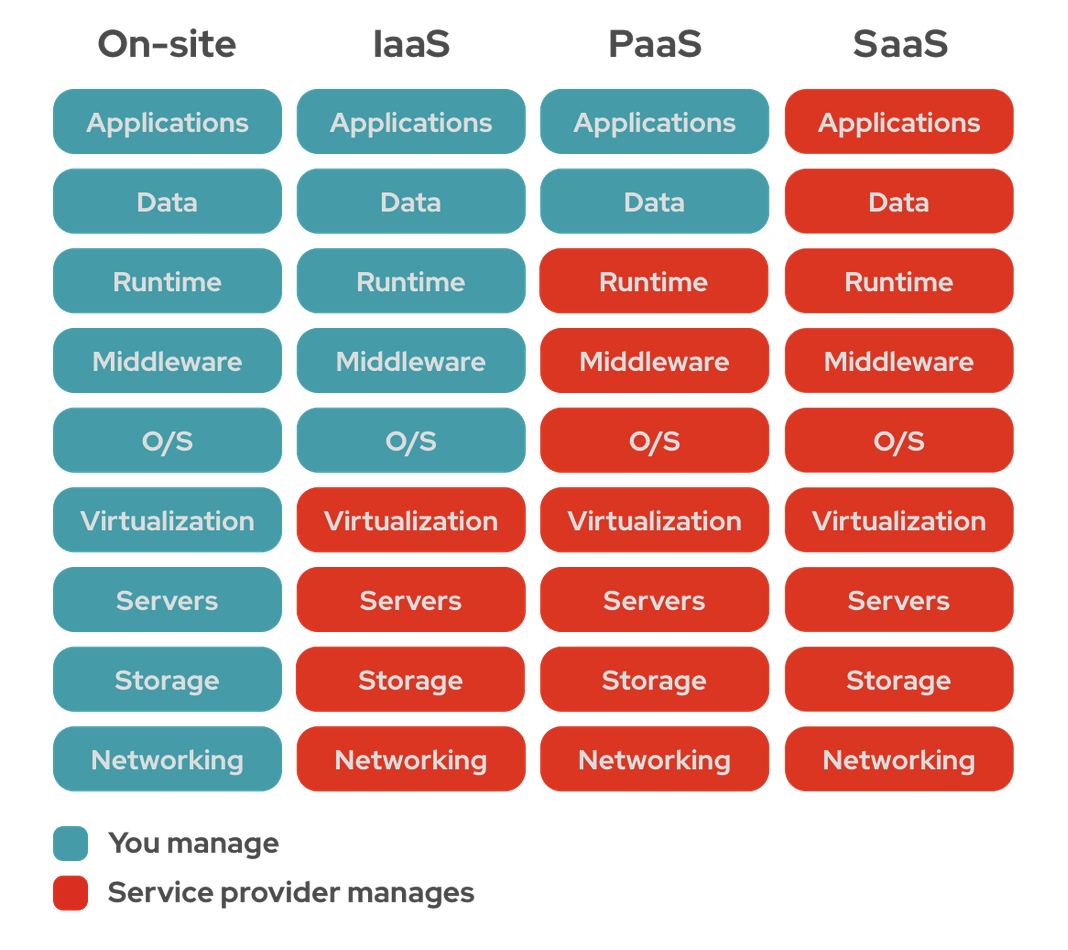 On-site IaaS PaaS SaaS
Applications Applications Applications Applications
Data Data Data Data
Runtime Runtime Runtime Runtime
Middleware Middleware Middleware Middleware
O/S O/S O/S O/S
Virtualization Virtualization Virtualization Virtualization
Servers Servers Servers Servers
Storage Storage Storage Storage
Networking Networking Networking Networking
You manage
Service provider manages